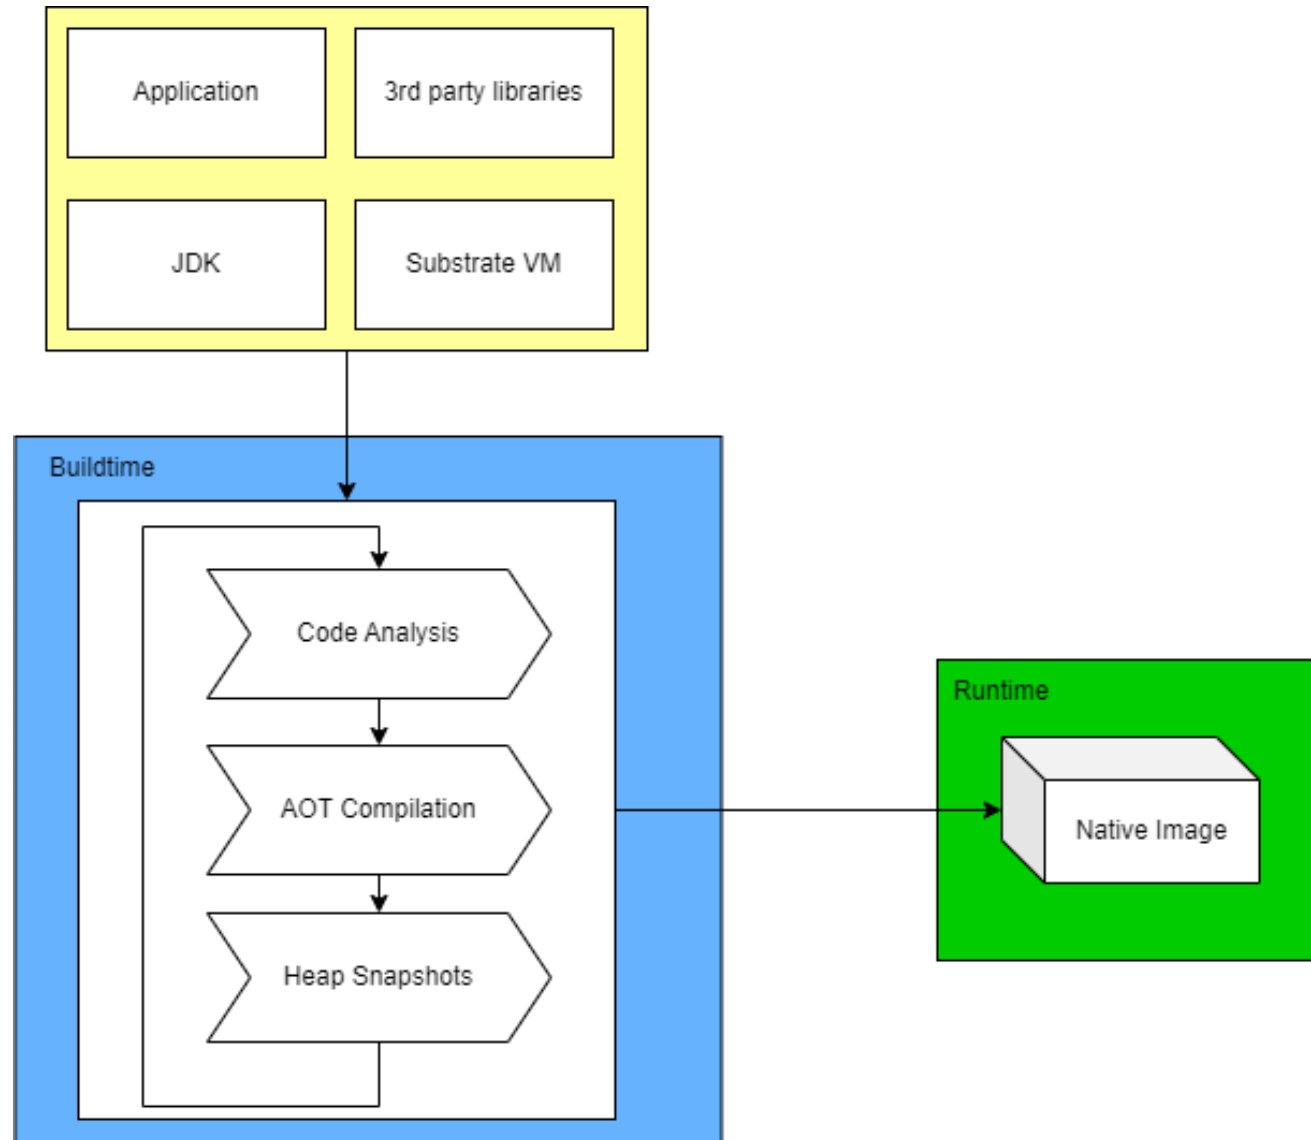 Application
3rd party libraries
JDK
Substrate VM
Buildtime
Code Analysis
AOT Compilation
Heap Snapshots
Runtime
Native Image